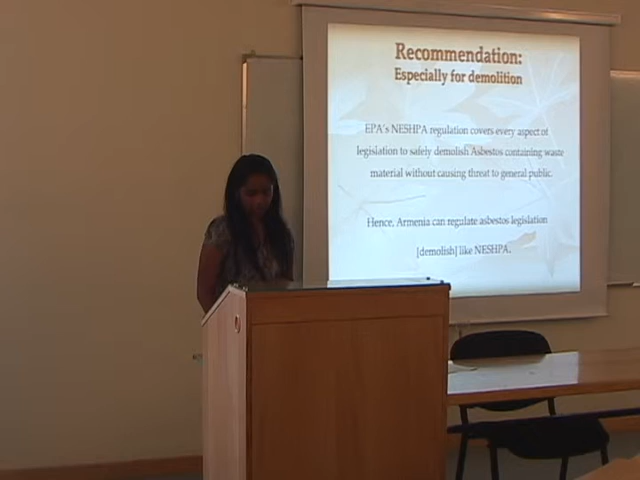 Recommendation:
Especially for demolition
EPA's NESHPA regulation covers every aspect of
legislation to safely demolish Asbestos containing waste
material without causing threat to general public.
Hence, Armenia can regulate asbestos legislation
[demolish] like NESHPA.